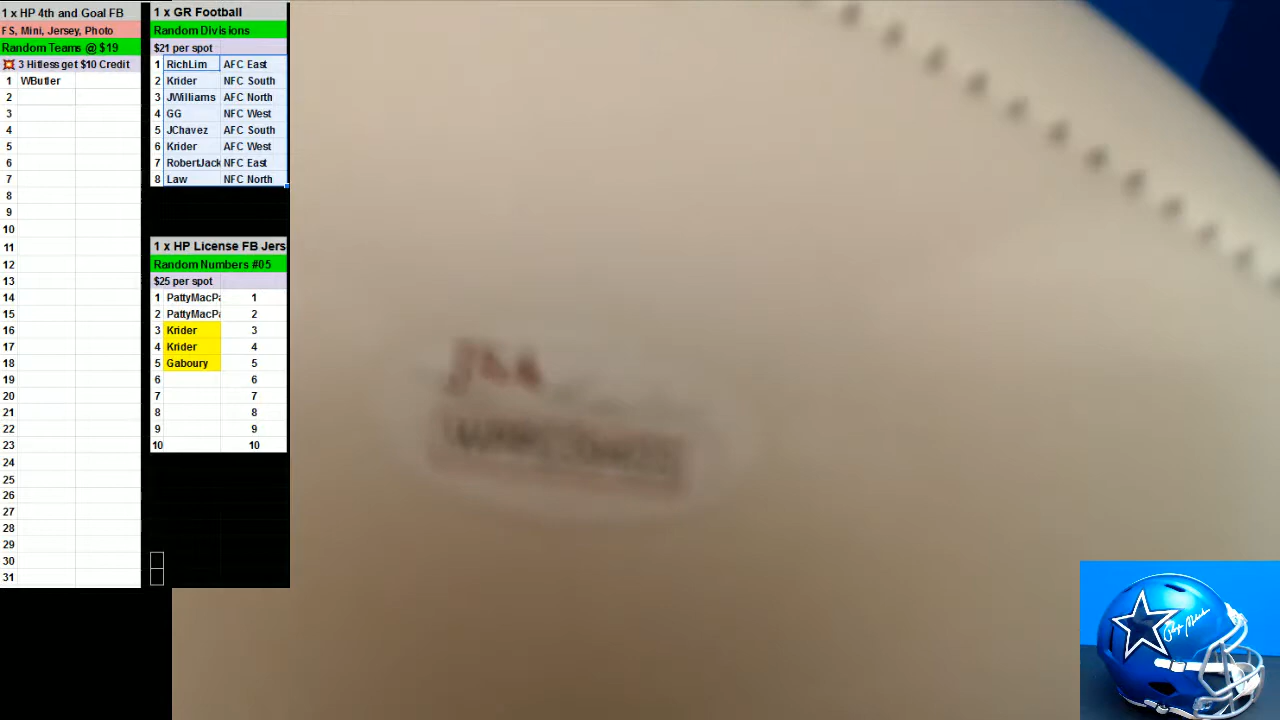 1 x HP 4th and Goal FB
FS, Mini, Jersey, Photo
Random Teams @ $19
💥 3 Hitless get $10 Credit
1 WButler
2
3
4
5
6
7
8
9
10
11
12
13
14
15
16
17
18
19
20
21
22
23
24
25
26
27
28
29
30
31
1 x GR Football
Random Divisions
$21 per spot
1 RichLim AFC East
2 Krider NFC South
3 JWilliams AFC North
4 GG NFC West
5 JChavez AFC South
6 Krider AFC West
7 RobertJack NFC East
8 Law NFC North
1 x HP License FB Jers
Random Numbers #05
$25 per spot
1 PattyMacPa 1
2 PattyMacPa 2
3 Krider 3
4 Krider 4
5 Gaboury 5
6 6
7 7
8 8
9 9
10 10